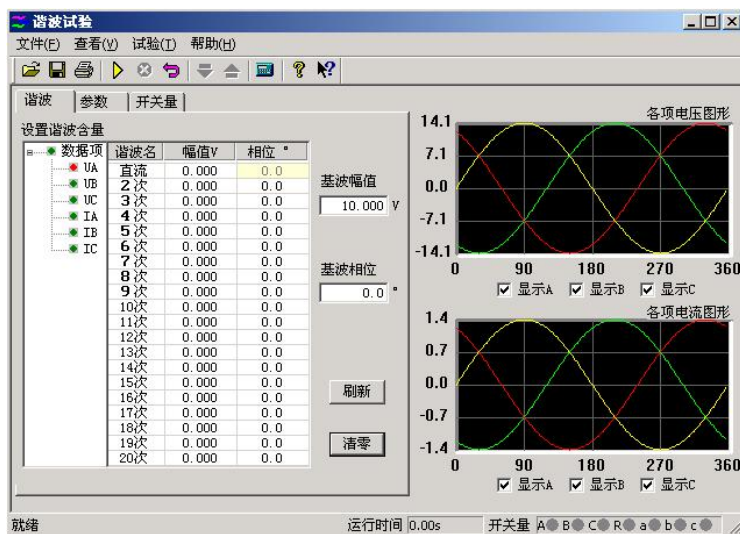 谐波试验
文件(F) 查看(V) 试验(T) 帮助(H)
谐波 参数 开关量
设置谐波含量
数据项
UA
UB
UC
IA
IB
IC
谐波名 幅值V 相位 °
直流 0.000 0.0
2次 0.000 0.0
3次 0.000 0.0
4次 0.000 0.0
5次 0.000 0.0
6次 0.000 0.0
7次 0.000 0.0
8次 0.000 0.0
9次 0.000 0.0
10次 0.000 0.0
11次 0.000 0.0
12次 0.000 0.0
13次 0.000 0.0
14次 0.000 0.0
15次 0.000 0.0
16次 0.000 0.0
17次 0.000 0.0
18次 0.000 0.0
19次 0.000 0.0
20次 0.000 0.0
基波幅值
10.000 V
基波相位
0.0 °
刷新
清零
各项电压图形
14.1
7.1
0.0
-7.1
-14.1
0 90 180 270 360
显示A 显示B 显示C
各项电流图形
1.4
0.7
0.0
-0.7
-1.4
0 90 180 270 360
显示A 显示B 显示C
就绪 运行时间 0.00s 开关量 A B C R a b c